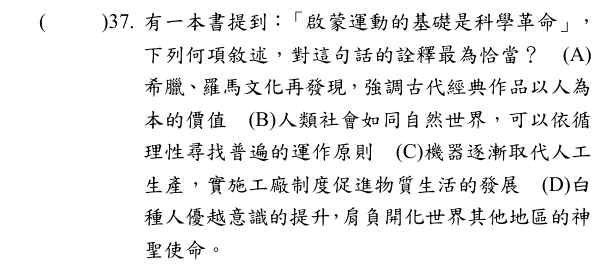 (　　)37. 有一本書提到：「啟蒙運動的基礎是科學革命」，
下列何項敘述，對這句話的詮釋最為恰當？　(A)
希臘、羅馬文化再發現，強調古代經典作品以人為
本的價值　(B)人類社會如同自然世界，可以依循
理性尋找普遍的運作原則　(C)機器逐漸取代人工
生產，實施工廠制度促進物質生活的發展　(D)白
種人優越意識的提升，肩負開化世界其他地區的神
聖使命。